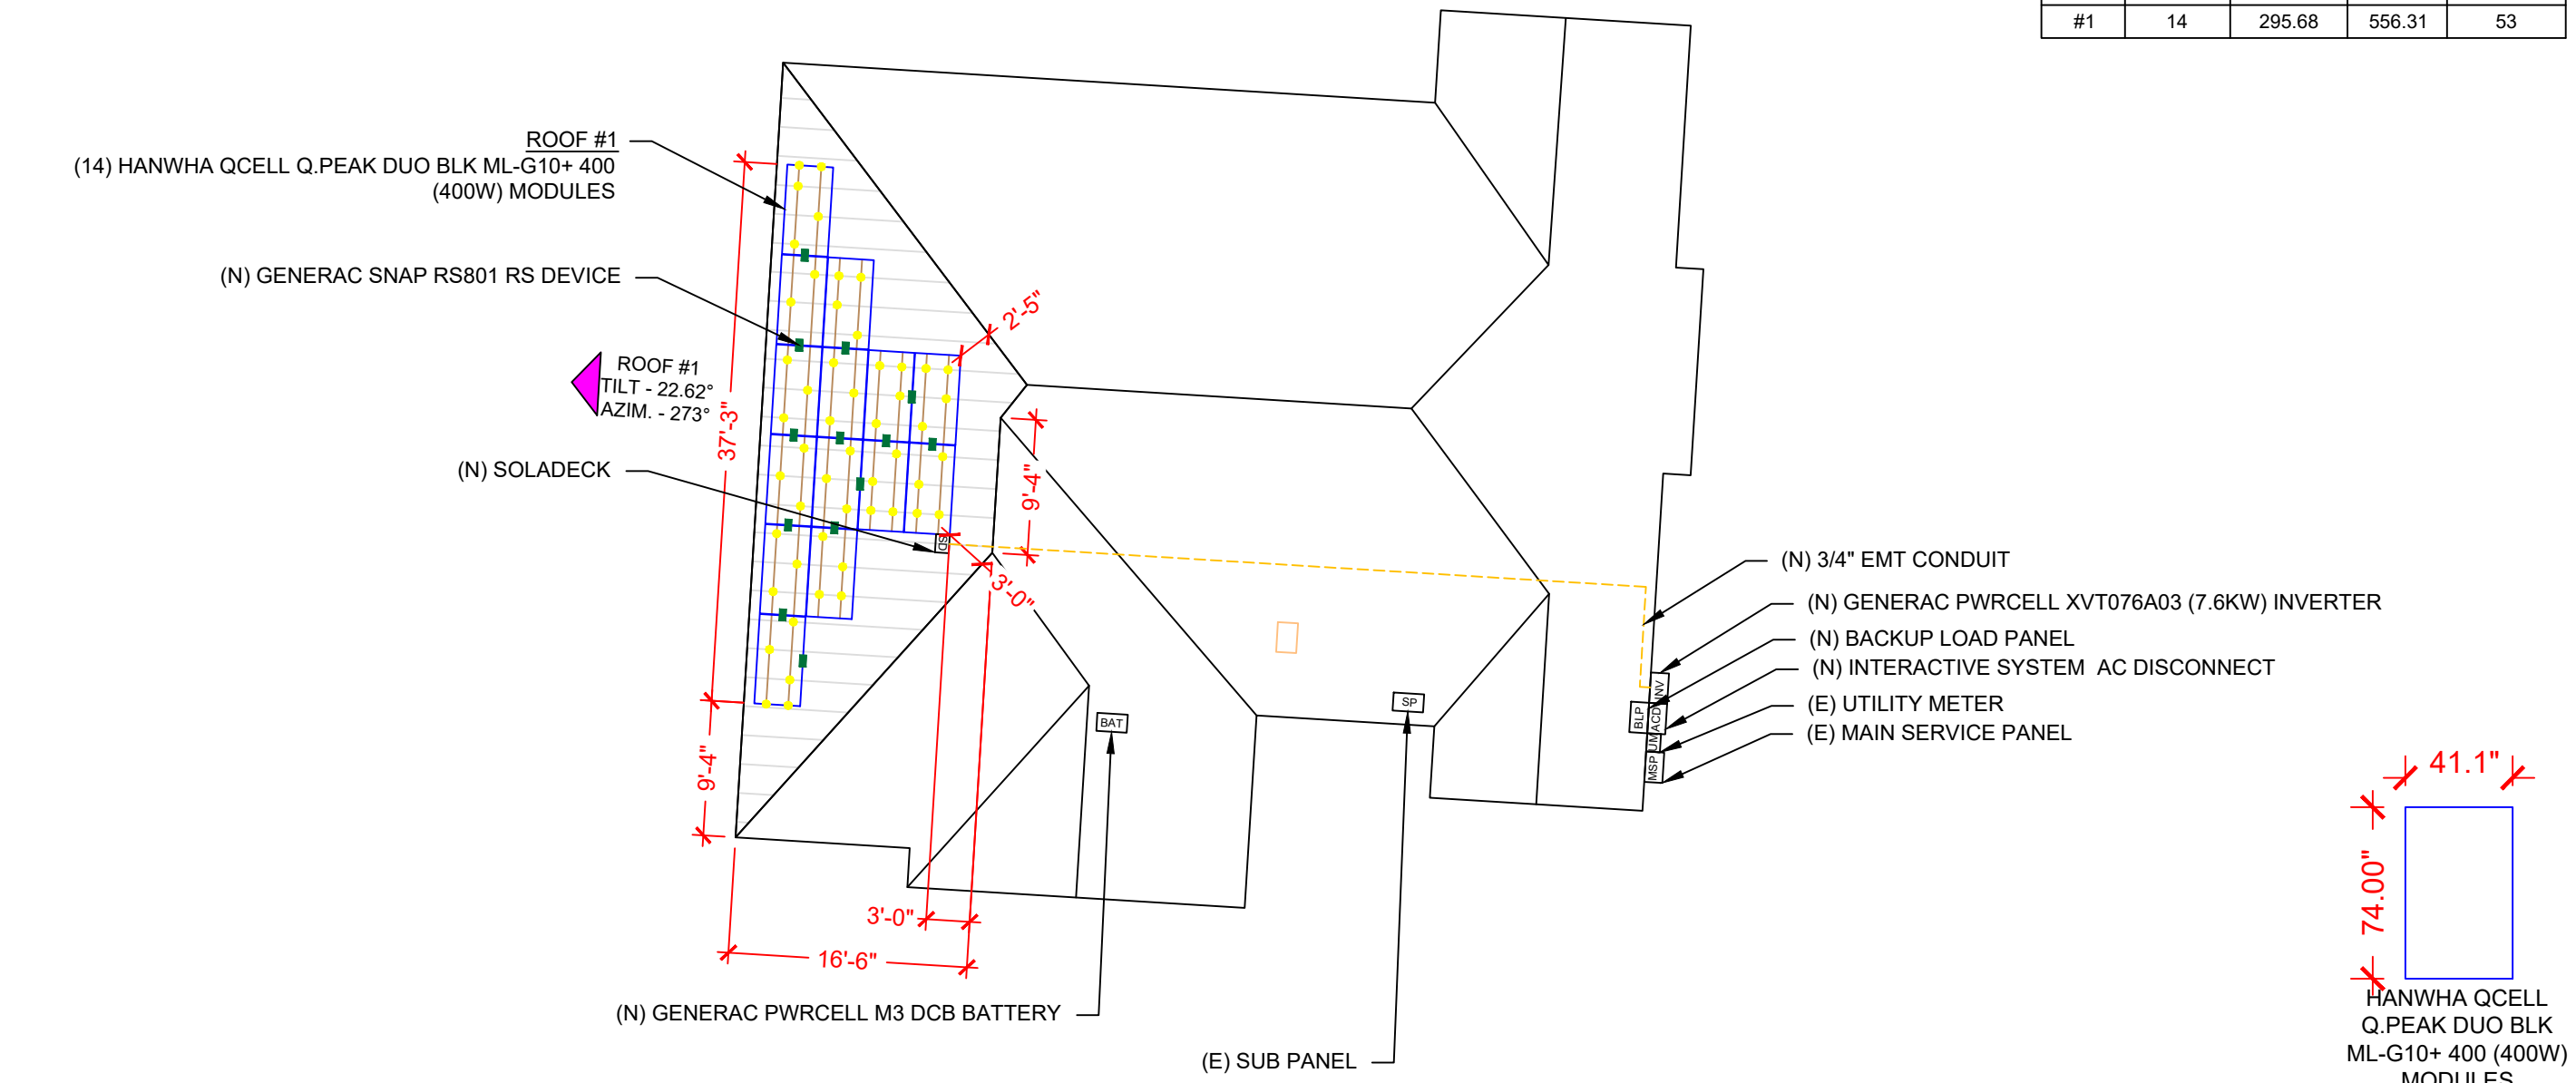 #1 14 295.68 556.31 53
ROOF #1
(14) HANWHA QCELL Q.PEAK DUO BLK ML-G10+ 400
(400W) MODULES
(N) GENERAC SNAP RS801 RS DEVICE
2'-5"
ROOF #1
TILT - 22.62°
AZIM. - 273°
37'-3"
(N) SOLADECK
9'-4"
SD
3'-0"
(N) 3/4" EMT CONDUIT
(N) GENERAC PWRCELL XVT076A03 (7.6KW) INVERTER
(N) BACKUP LOAD PANEL
(N) INTERACTIVE SYSTEM  AC DISCONNECT
(E) UTILITY METER
(E) MAIN SERVICE PANEL
INV
BLP
ACD
UM
MSP
BAT
SP
9'-4"
3'-0"
16'-6"
(N) GENERAC PWRCELL M3 DCB BATTERY
(E) SUB PANEL
41.1"
74.00"
HANWHA QCELL
Q.PEAK DUO BLK
ML-G10+ 400 (400W)
MODULES